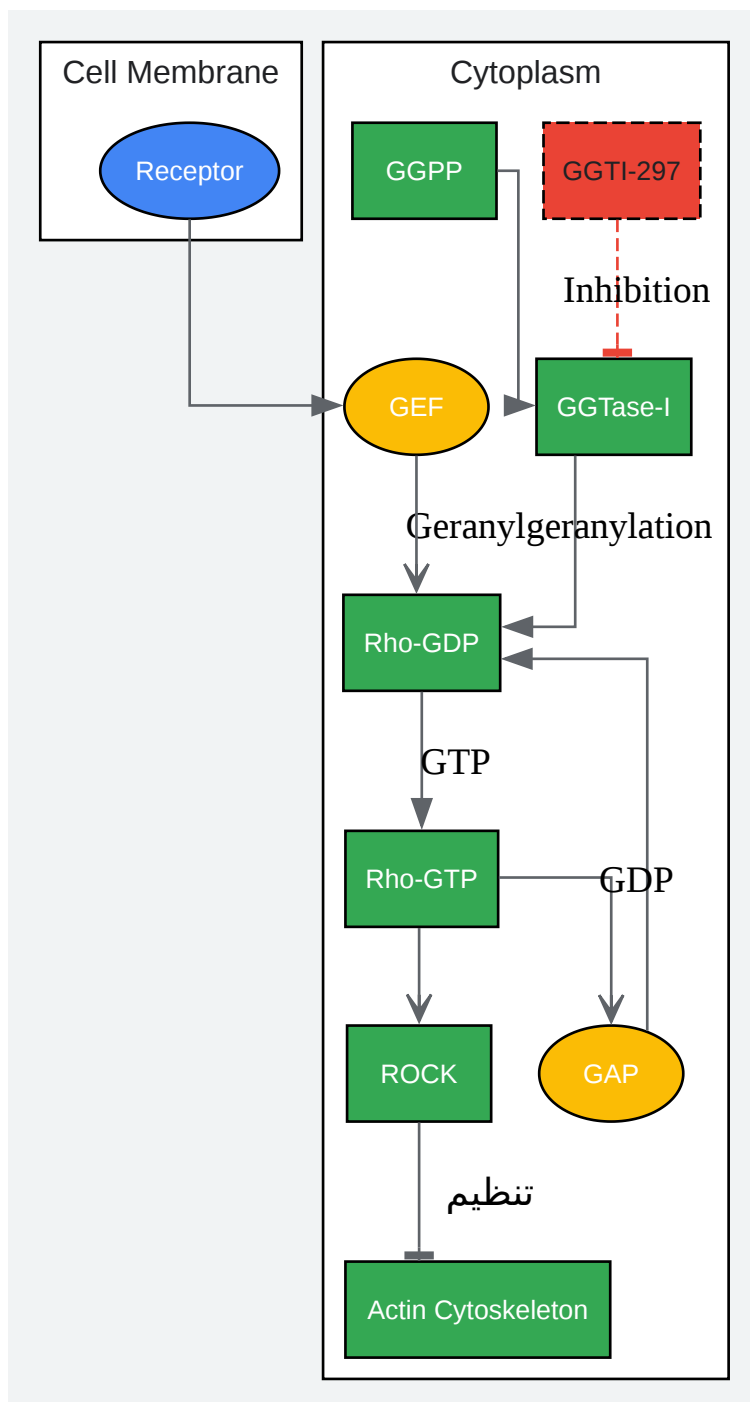 Cell Membrane
Cytoplasm
Receptor
GGPP
GGTI-297
Inhibition
GEF
GGTase-I
Geranylgeranylation
Rho-GDP
GTP
Rho-GTP
GDP
ROCK
GAP
تنظيم
Actin Cytoskeleton